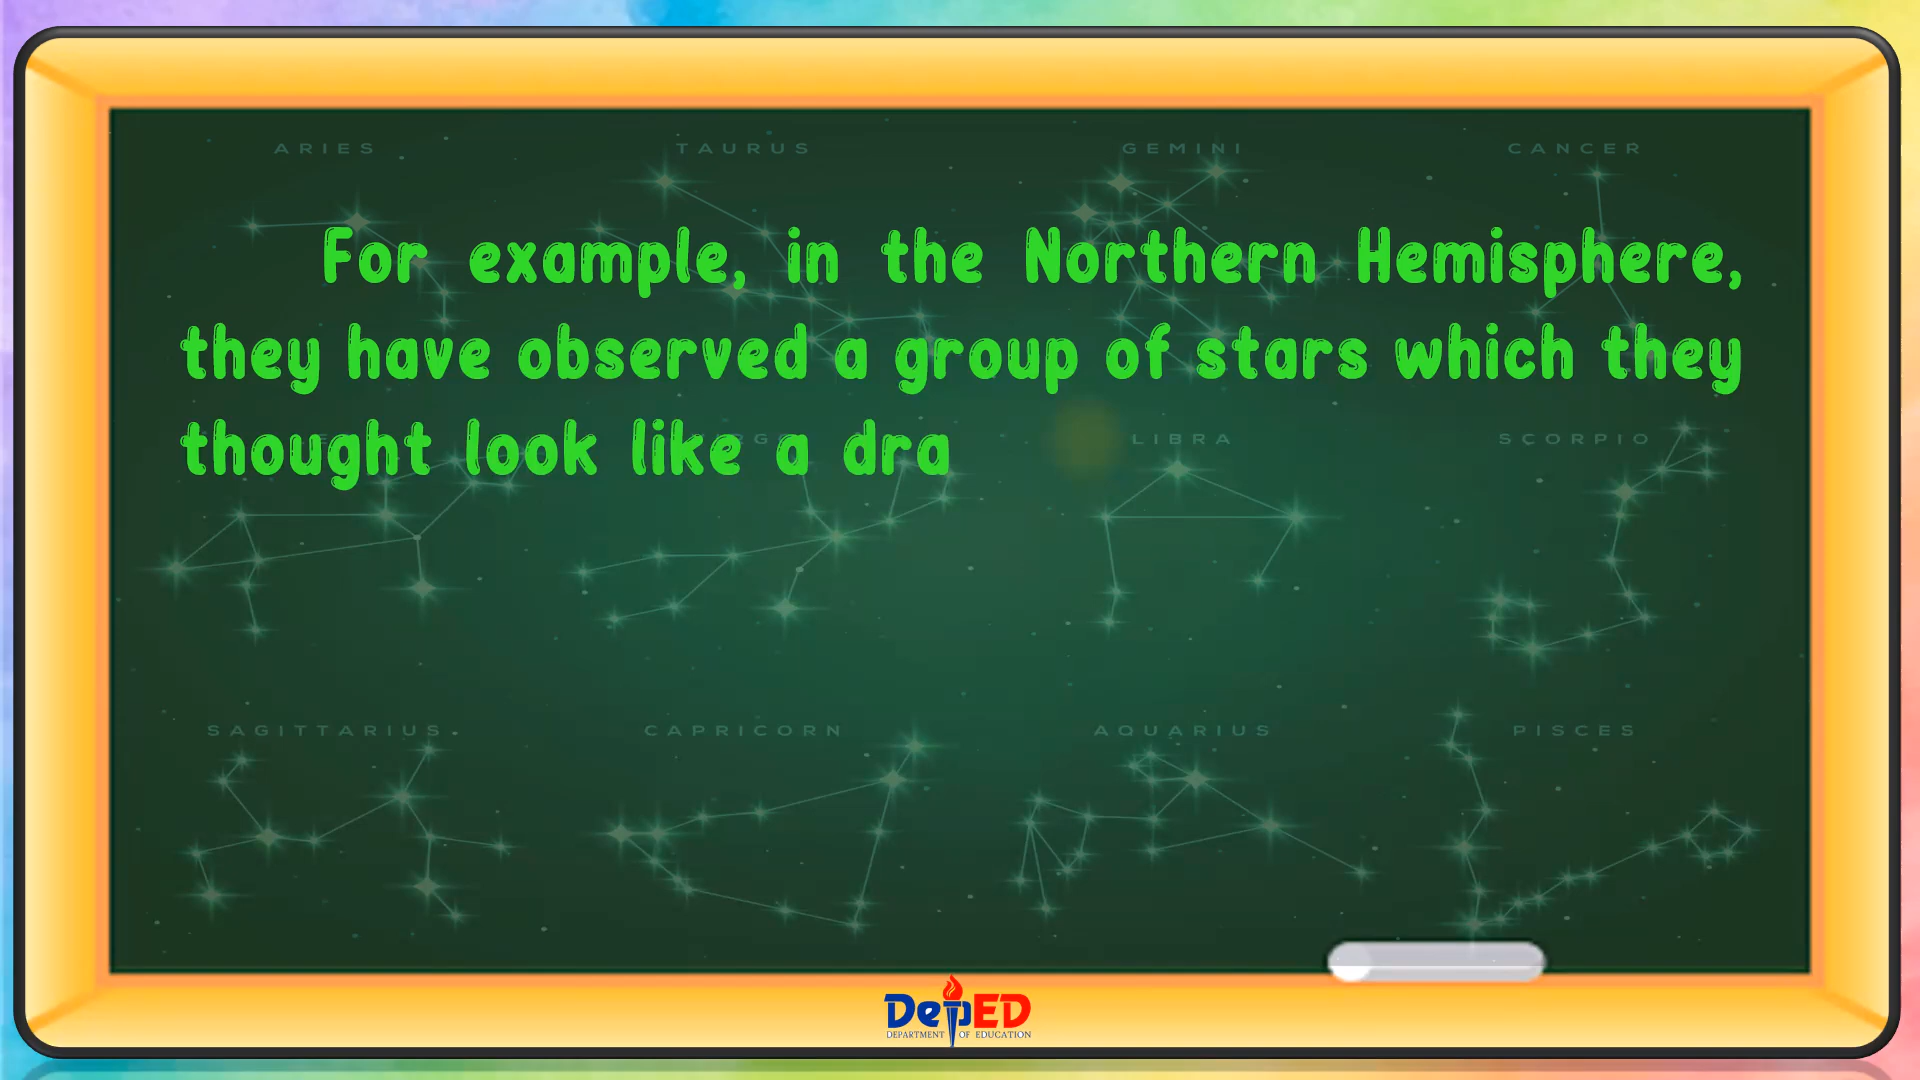 ARIES TAURUS GEMINI CANCER
For example, in the Northern Hemisphere,
they have observed a group of stars which they
thought look like a dra
LIBRA SCORPIO
SAGITTARIUS CAPRICORN AQUARIUS PISCES
DepED
DEPARTMENT OF EDUCATION